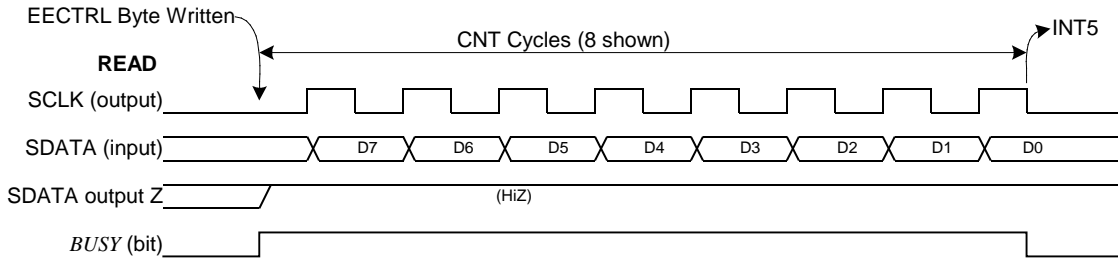 EECTRL Byte Written
CNT Cycles (8 shown)
INT5
READ
SCLK (output)
SDATA (input)
D7 D6 D5 D4 D3 D2 D1 D0
SDATA output Z
(HiZ)
BUSY (bit)